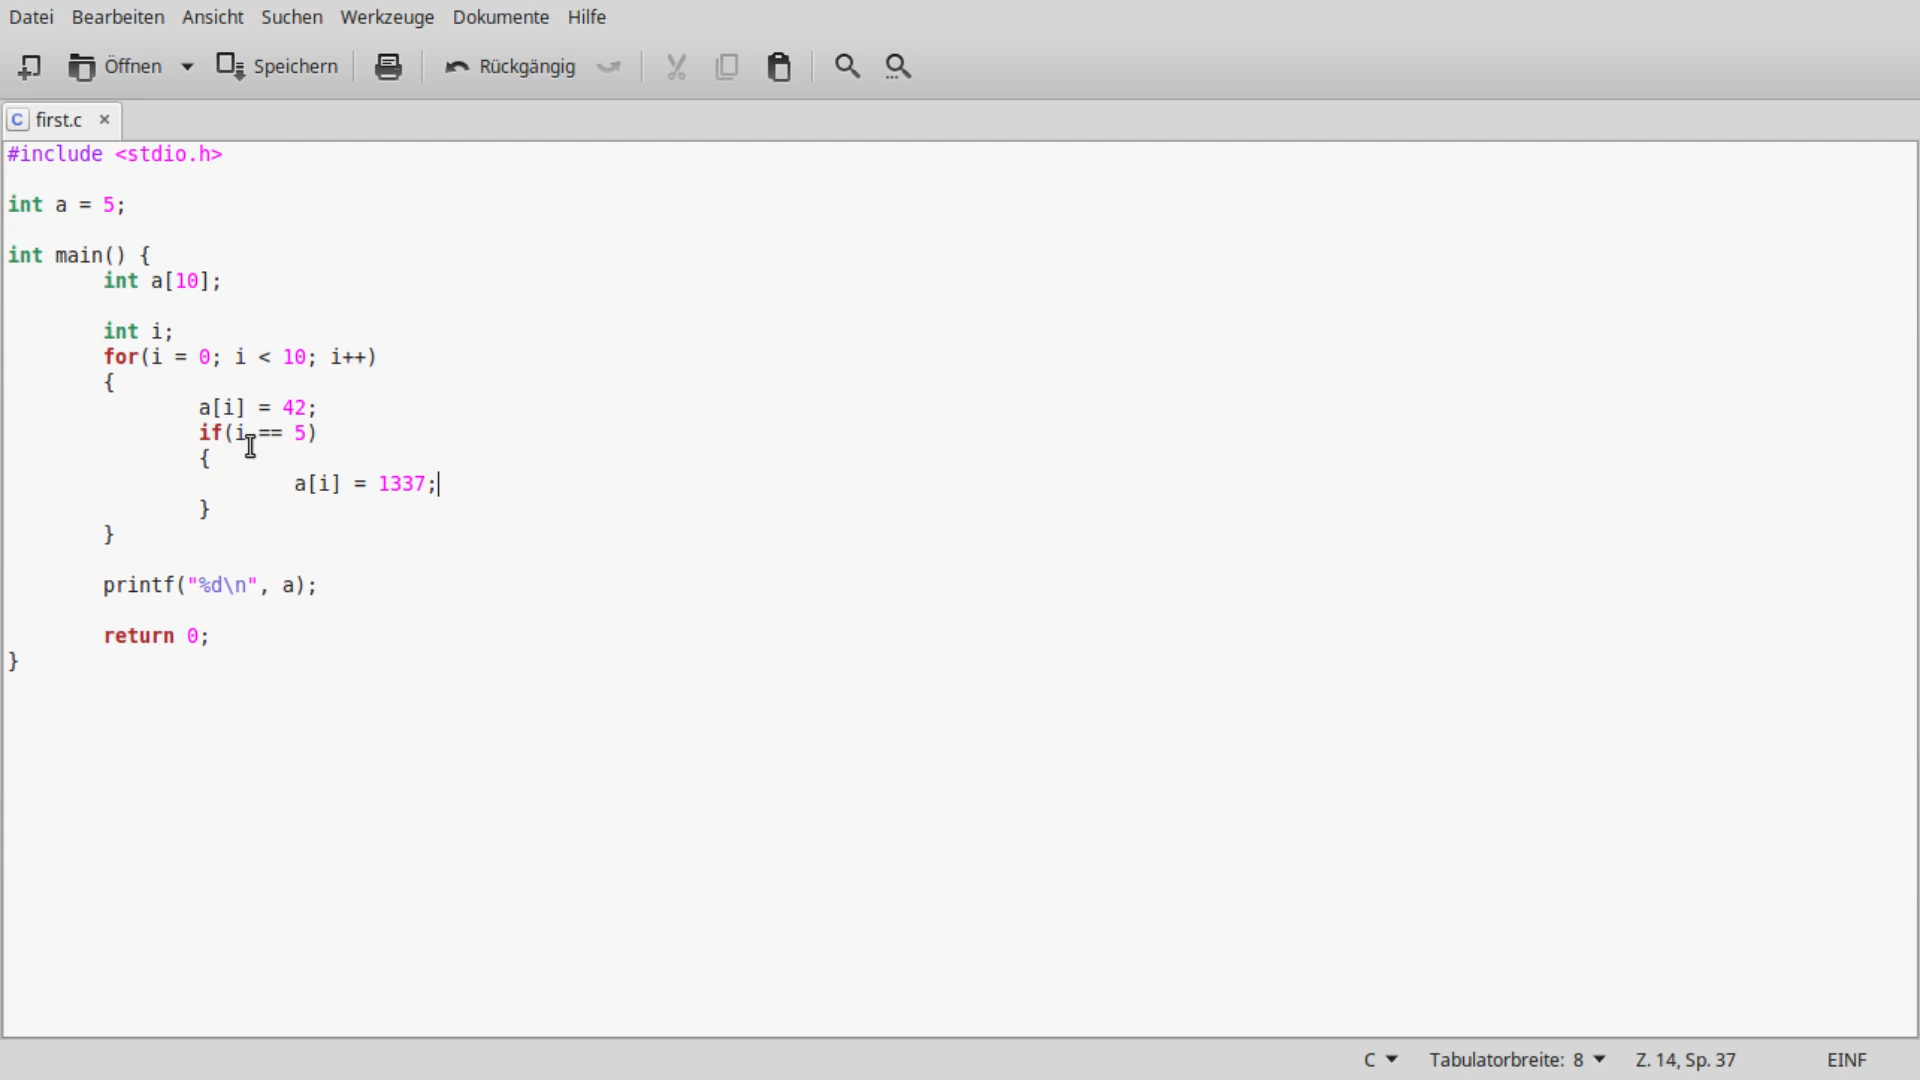 Datei Bearbeiten Ansicht Suchen Werkzeuge Dokumente Hilfe
Öffnen Speichern Rückgängig
C first.c ×
#include <stdio.h>
int a = 5;
int main() {
int a[10];
int i;
for(i = 0; i < 10; i++)
{
a[i] = 42;
if(i == 5)
{
a[i] = 1337;
}
}
printf("%d\n", a);
return 0;
}
C Tabulatorbreite: 8 Z. 14, Sp. 37 EINF